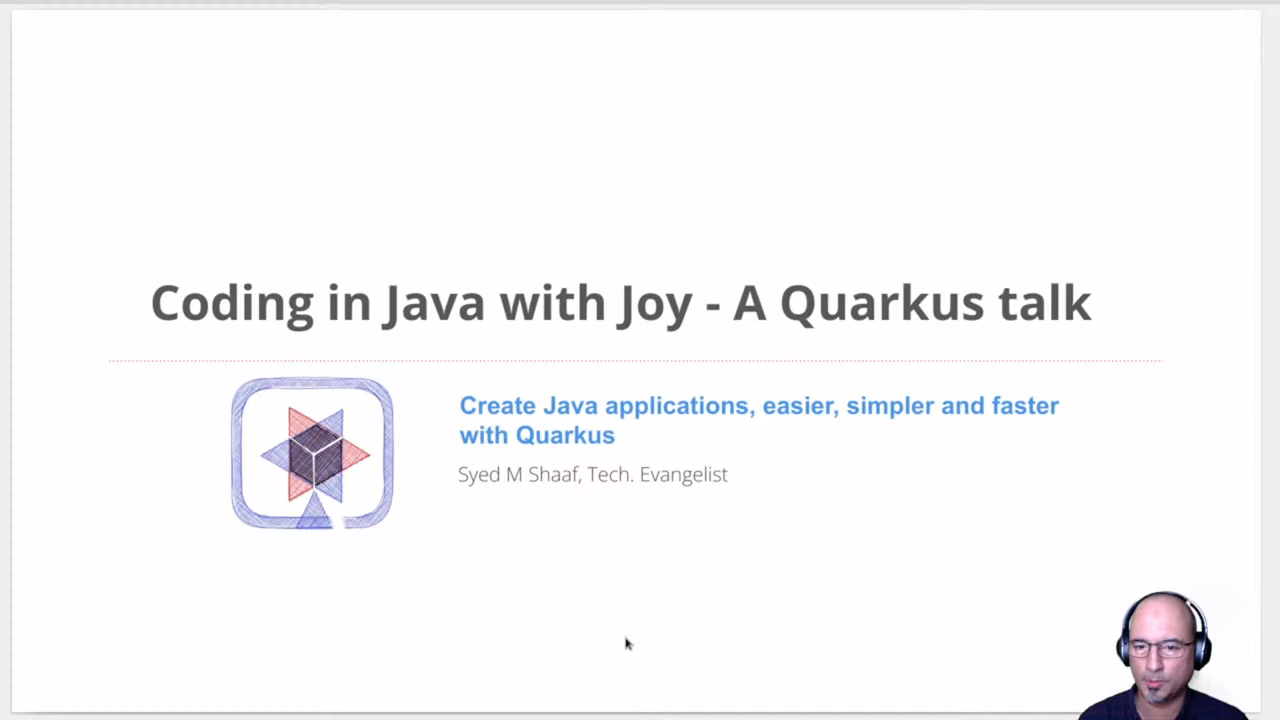 Coding in Java with Joy - A Quarkus talk
Create Java applications, easier, simpler and faster
with Quarkus
Syed M Shaaf, Tech. Evangelist